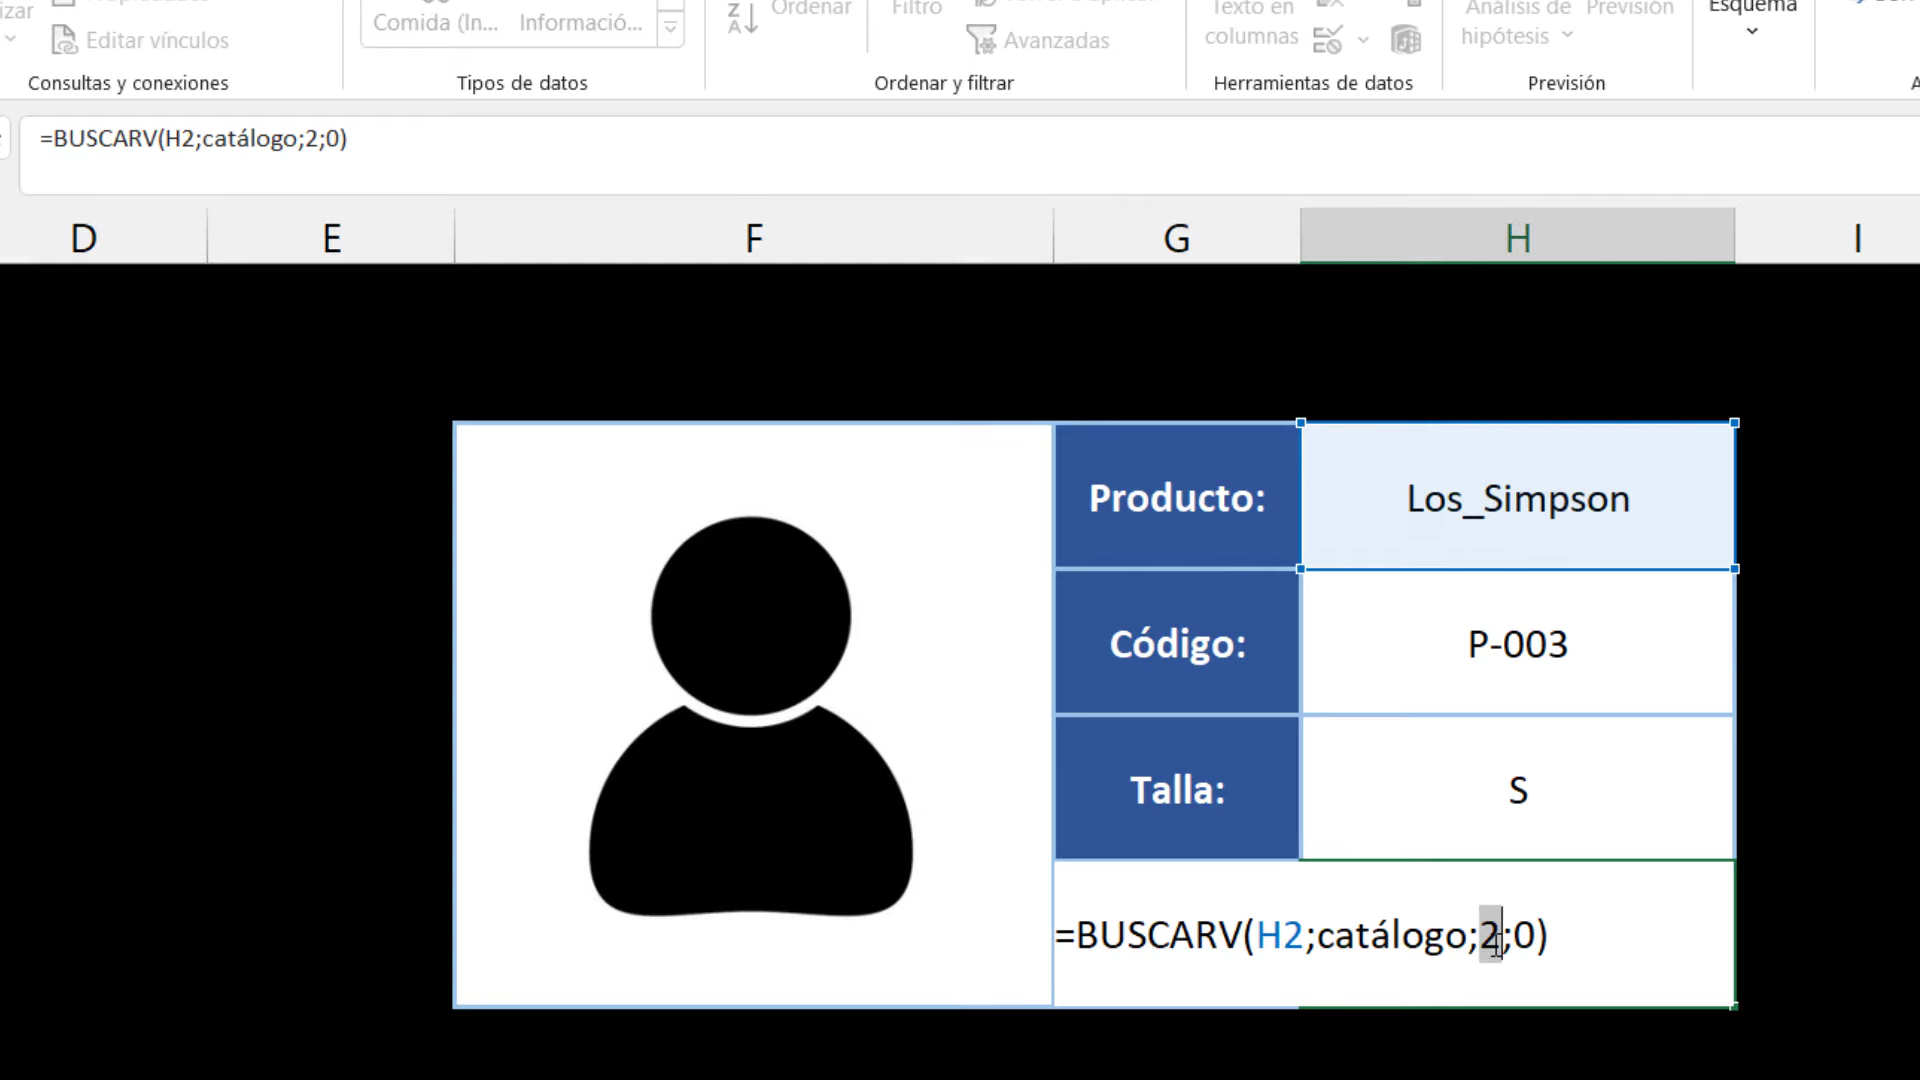 Ordenar
Filtro
Texto en
columnas
Análisis de
hipótesis
Previsión
Esquema
Editar vínculos
Comida (In...
Informació...
Z
A
Avanzadas
Consultas y conexiones
Tipos de datos
Ordenar y filtrar
Herramientas de datos
Previsión
=BUSCARV(H2;catálogo;2;0)
D E F G H I
Producto: Los_Simpson
Código: P-003
Talla: S
=BUSCARV(H2;catálogo;2;0)